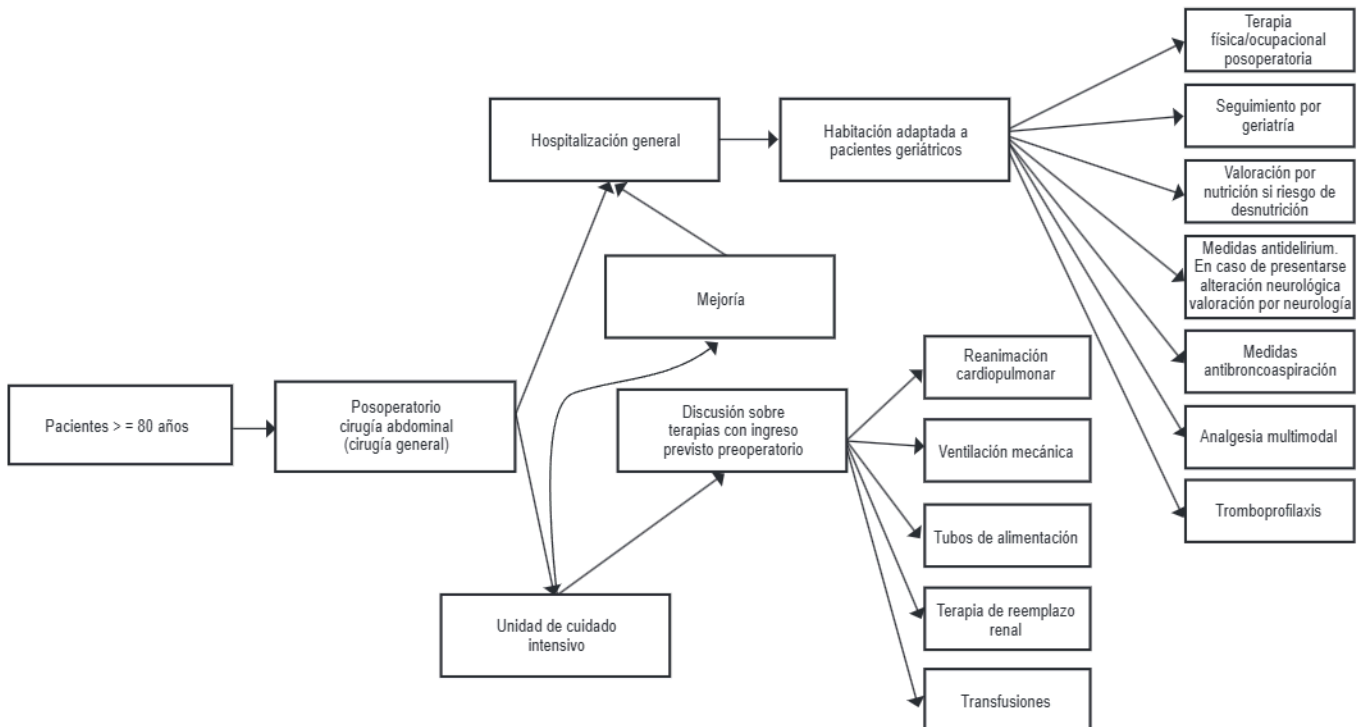 Pacientes > = 80 años
Posoperatorio
cirugía abdominal
(cirugía general)
Hospitalización general
Habitación adaptada a
pacientes geriátricos
Mejoría
Discusión sobre
terapias con ingreso
previsto preoperatorio
Unidad de cuidado
intensivo
Reanimación
cardiopulmonar
Ventilación mecánica
Tubos de alimentación
Terapia de reemplazo
renal
Transfusiones
Terapia
física/ocupacional
posoperatoria
Seguimiento por
geriatría
Valoración por
nutrición si riesgo de
desnutrición
Medidas antidelirium.
En caso de presentarse
alteración neurológica
valoración por neurología
Medidas
antibroncoaspiración
Analgesia multimodal
Tromboprofilaxis